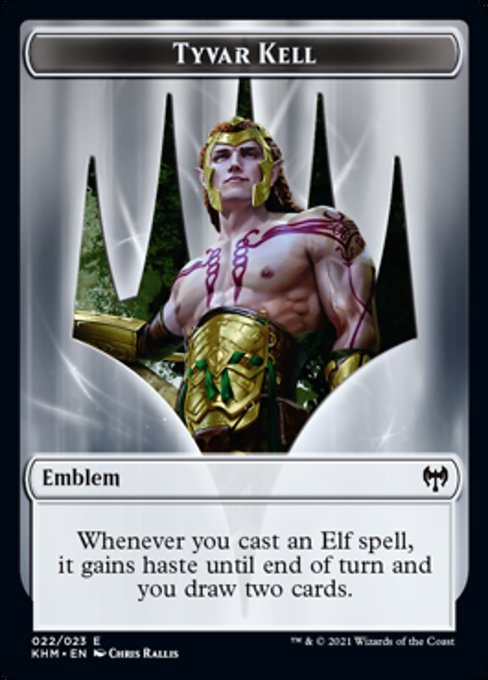 Tyvar Kell
Emblem
Whenever you cast an Elf spell,
it gains haste until end of turn and
you draw two cards.
022/023 E
KHM • EN Chris Rallis
™ & © 2021 Wizards of the Coast